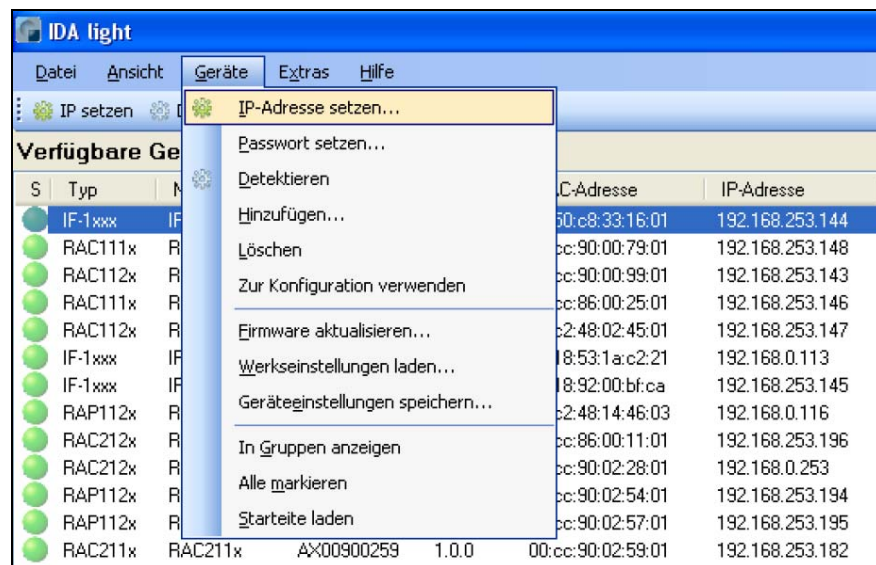 IDA light
Datei Ansicht Geräte Extras Hilfe
IP setzen
IP-Adresse setzen...
Passwort setzen...
Detektieren
Hinzufügen...
Löschen
Zur Konfiguration verwenden
Firmware aktualisieren...
Werkseinstellungen laden...
Geräteeinstellungen speichern...
In Gruppen anzeigen
Alle markieren
Starteite laden
Verfügbare Ge
S Typ C-Adresse IP-Adresse
IF-1xxx IF 50:c8:33:16:01 192.168.253.144
RAC111x R cc:90:00:79:01 192.168.253.148
RAC112x R cc:90:00:99:01 192.168.253.143
RAC111x R cc:86:00:25:01 192.168.253.146
RAC112x R c2:48:02:45:01 192.168.253.147
IF-1xxx IF 8:53:1a:c2:21 192.168.0.113
IF-1xxx IF 8:92:00:bf:ca 192.168.253.145
RAP112x R c2:48:14:46:03 192.168.0.116
RAC212x R cc:86:00:11:01 192.168.253.196
RAC212x R cc:90:02:28:01 192.168.0.253
RAP112x R cc:90:02:54:01 192.168.253.194
RAP112x R cc:90:02:57:01 192.168.253.195
RAC211x RAC211x AX00900259 1.0.0 00:cc:90:02:59:01 192.168.253.182